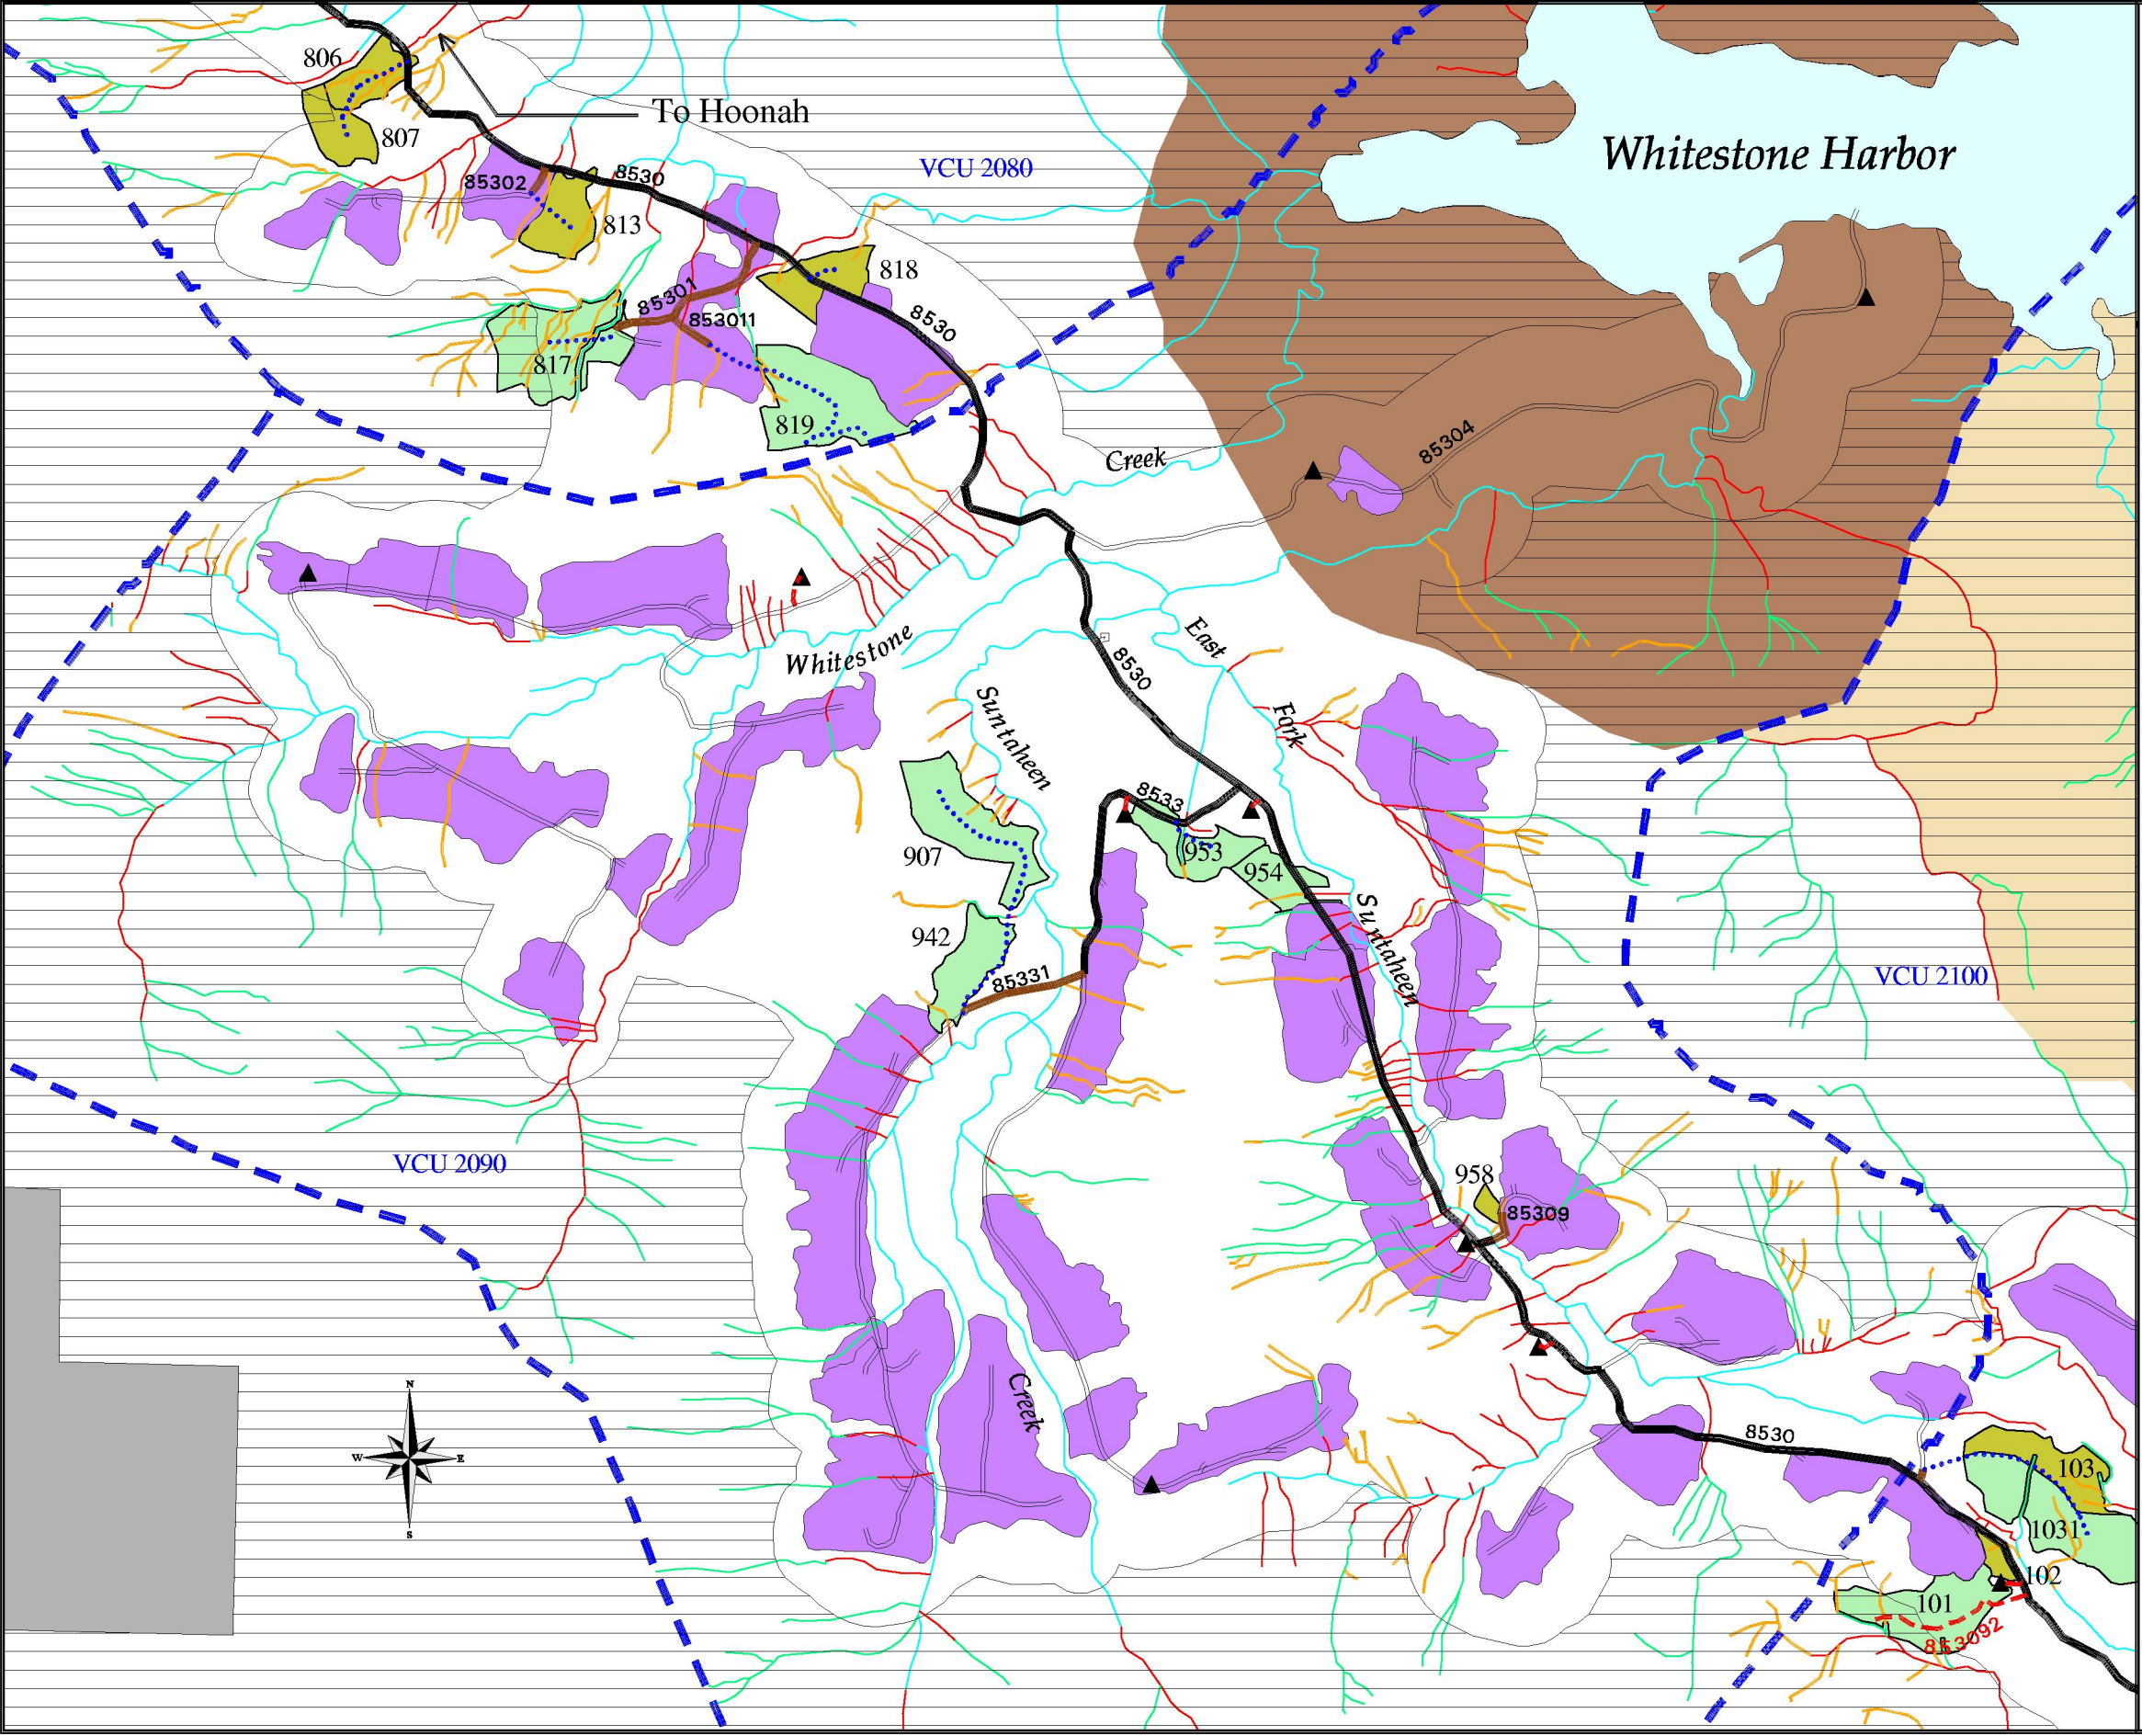 806
To Hoonah
807
Whitestone Harbor
VCU 2080
8530
85302
813
818
85301
853011
8530
817
819
Creek
85304
East
Whitestone
8530
Suntaheen
Fork
8533
907
953
954
Suntaheen
942
85331
VCU 2100
VCU 2090
958
85309
N
W
E
S
Creek
8530
103
1031
102
101
853092